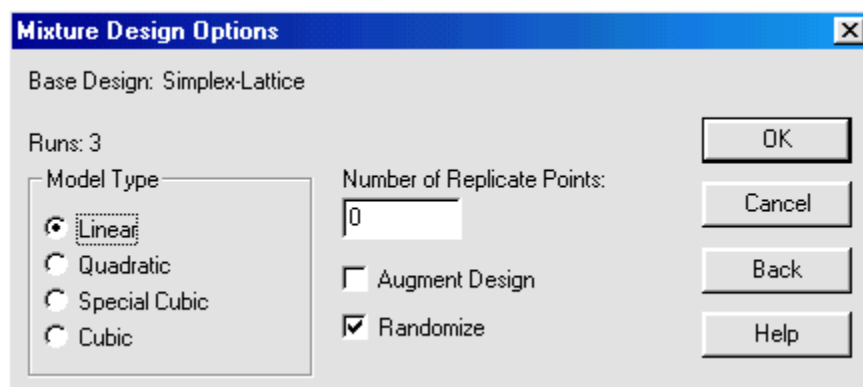 Mixture Design Options
Base Design: Simplex-Lattice
Runs: 3
Model Type
Linear
Quadratic
Special Cubic
Cubic
Number of Replicate Points:
0
Augment Design
Randomize
OK
Cancel
Back
Help